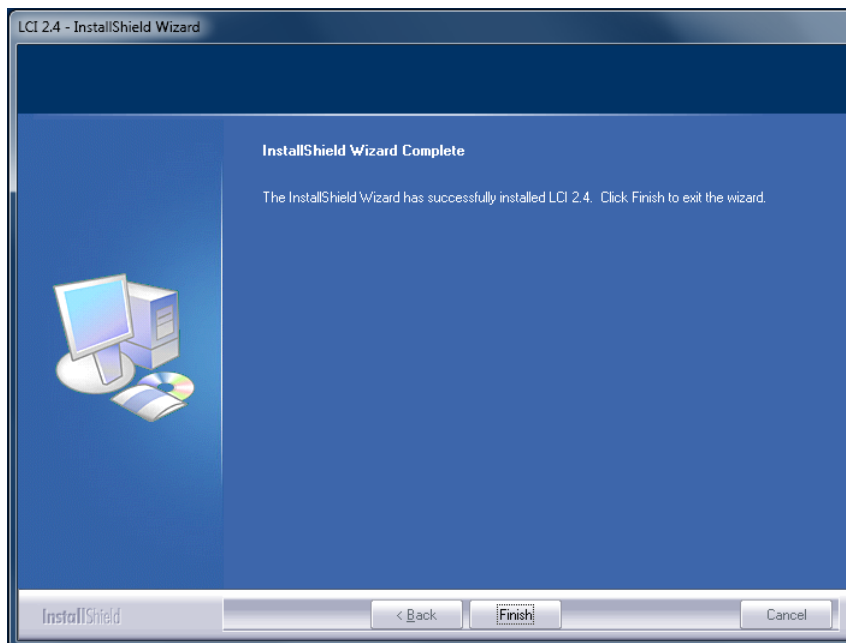 LCI 2.4 - InstallShield Wizard
InstallShield Wizard Complete
The InstallShield Wizard has successfully installed LCI 2.4. Click Finish to exit the wizard.
InstallShield
< Back
Finish
Cancel